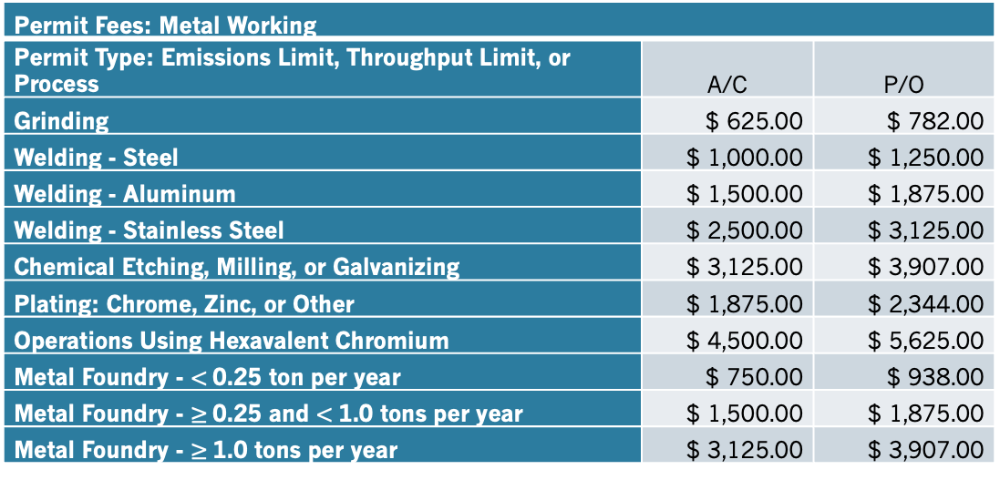 Permit Fees: Metal Working
Permit Type: Emissions Limit, Throughput Limit, or
Process A/C P/O
Grinding $ 625.00 $ 782.00
Welding - Steel $ 1,000.00 $ 1,250.00
Welding - Aluminum $ 1,500.00 $ 1,875.00
Welding - Stainless Steel $ 2,500.00 $ 3,125.00
Chemical Etching, Milling, or Galvanizing $ 3,125.00 $ 3,907.00
Plating: Chrome, Zinc, or Other $ 1,875.00 $ 2,344.00
Operations Using Hexavalent Chromium $ 4,500.00 $ 5,625.00
Metal Foundry - < 0.25 ton per year $ 750.00 $ 938.00
Metal Foundry - ≥ 0.25 and < 1.0 tons per year $ 1,500.00 $ 1,875.00
Metal Foundry - ≥ 1.0 tons per year $ 3,125.00 $ 3,907.00